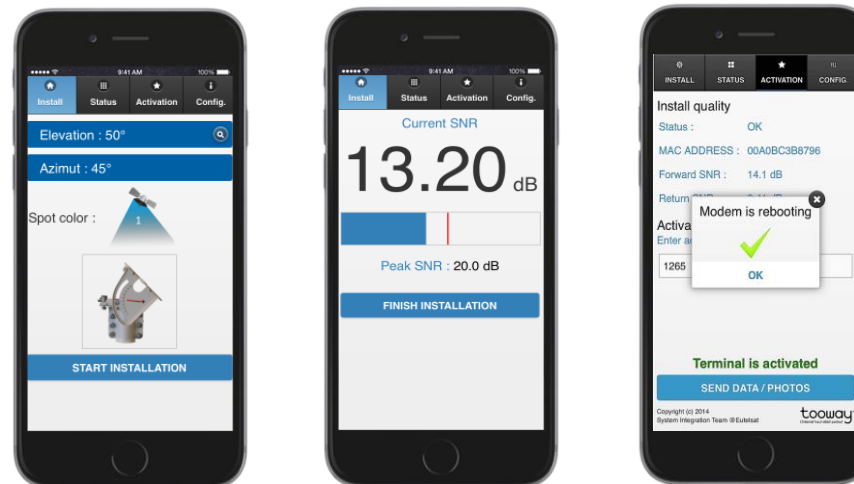 9:41 AM
100%
Install
Status
Activation
Config.
Elevation : 50°
Azimut : 45°
Spot color :
1
START INSTALLATION
9:41 AM
100%
Install
Status
Activation
Config.
Current SNR
13.20 dB
Peak SNR : 20.0 dB
FINISH INSTALLATION
INSTALL
STATUS
ACTIVATION
CONFIG.
Install quality
Status : OK
MAC ADDRESS : 00A0BC3B8796
Forward SNR : 14.1 dB
Return
Modem is rebooting
Activa
Enter
1265
OK
Terminal is activated
SEND DATA / PHOTOS
Copyright (c) 2014
System Integration Team @Eutelsat
tooway